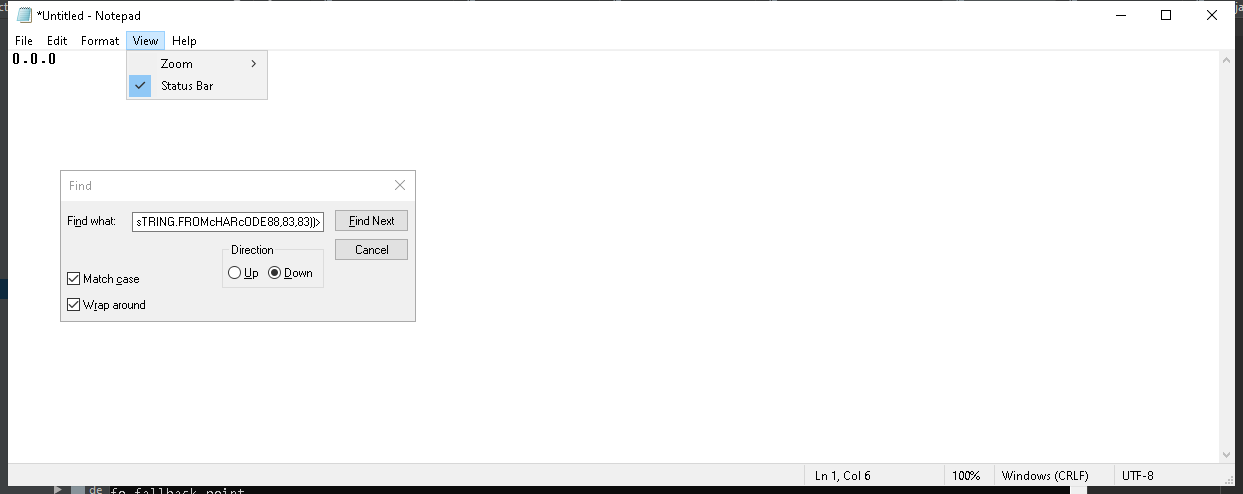 *Untitled - Notepad
File Edit Format View Help
0.0.0
Zoom
Status Bar
Find
Find what: sTRING.FROMcHARcODE88,83,83))> Find Next
Direction Cancel
Up Down
Match case
Wrap around
Ln 1, Col 6 100% Windows (CRLF) UTF-8
de fo fallback point